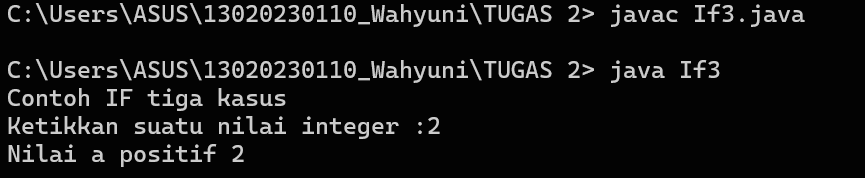 C:\Users\ASUS\13020230110_Wahyuni\TUGAS 2> javac If3.java
C:\Users\ASUS\13020230110_Wahyuni\TUGAS 2> java If3
Contoh IF tiga kasus
Ketikkan suatu nilai integer :2
Nilai a positif 2